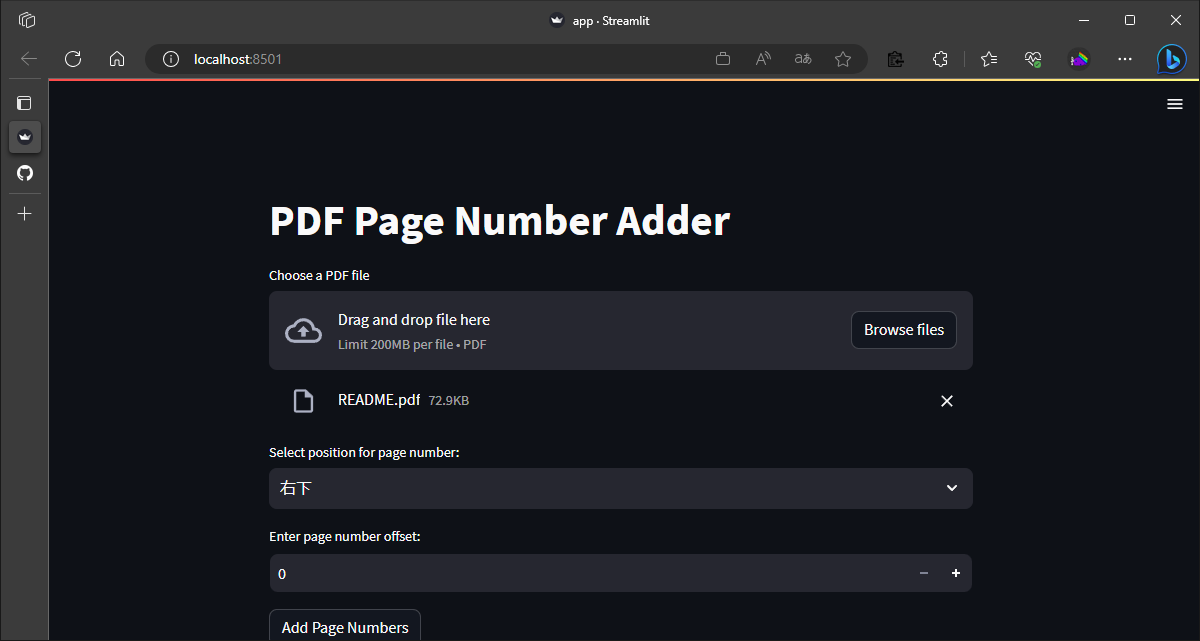 app · Streamlit
localhost:8501
PDF Page Number Adder
Choose a PDF file
Drag and drop file here
Limit 200MB per file • PDF
Browse files
README.pdf 72.9KB
Select position for page number:
右下
Enter page number offset:
0
Add Page Numbers